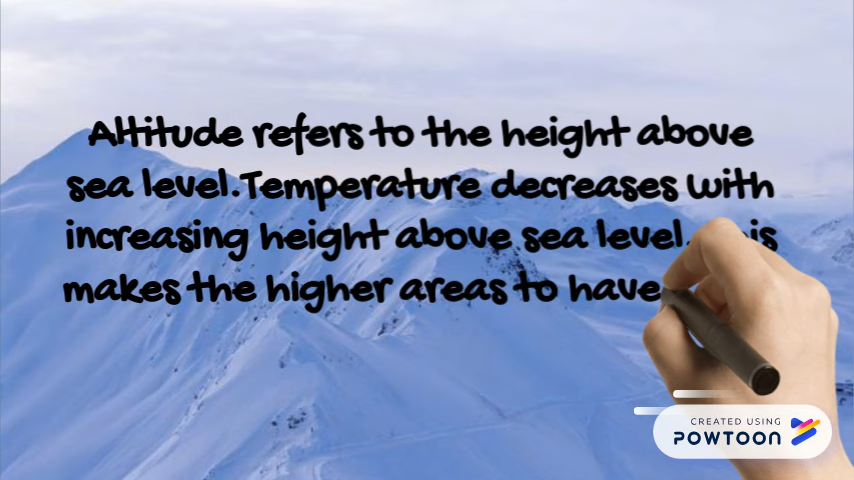 Altitude refers to the height above
sea level.Temperature decreases with
increasing height above sea level.
makes the higher areas to have
CREATED USING
POWTOON